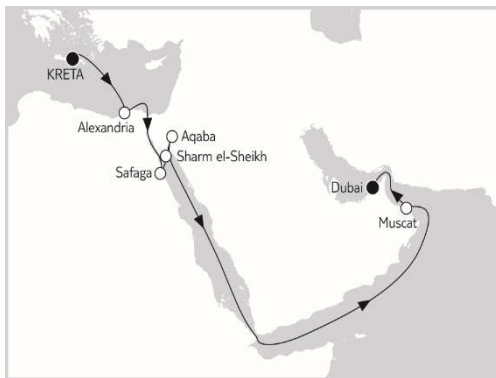 KRETA
Alexandria
Aqaba
Sharm el-Sheikh
Safaga
Dubai
Muscat